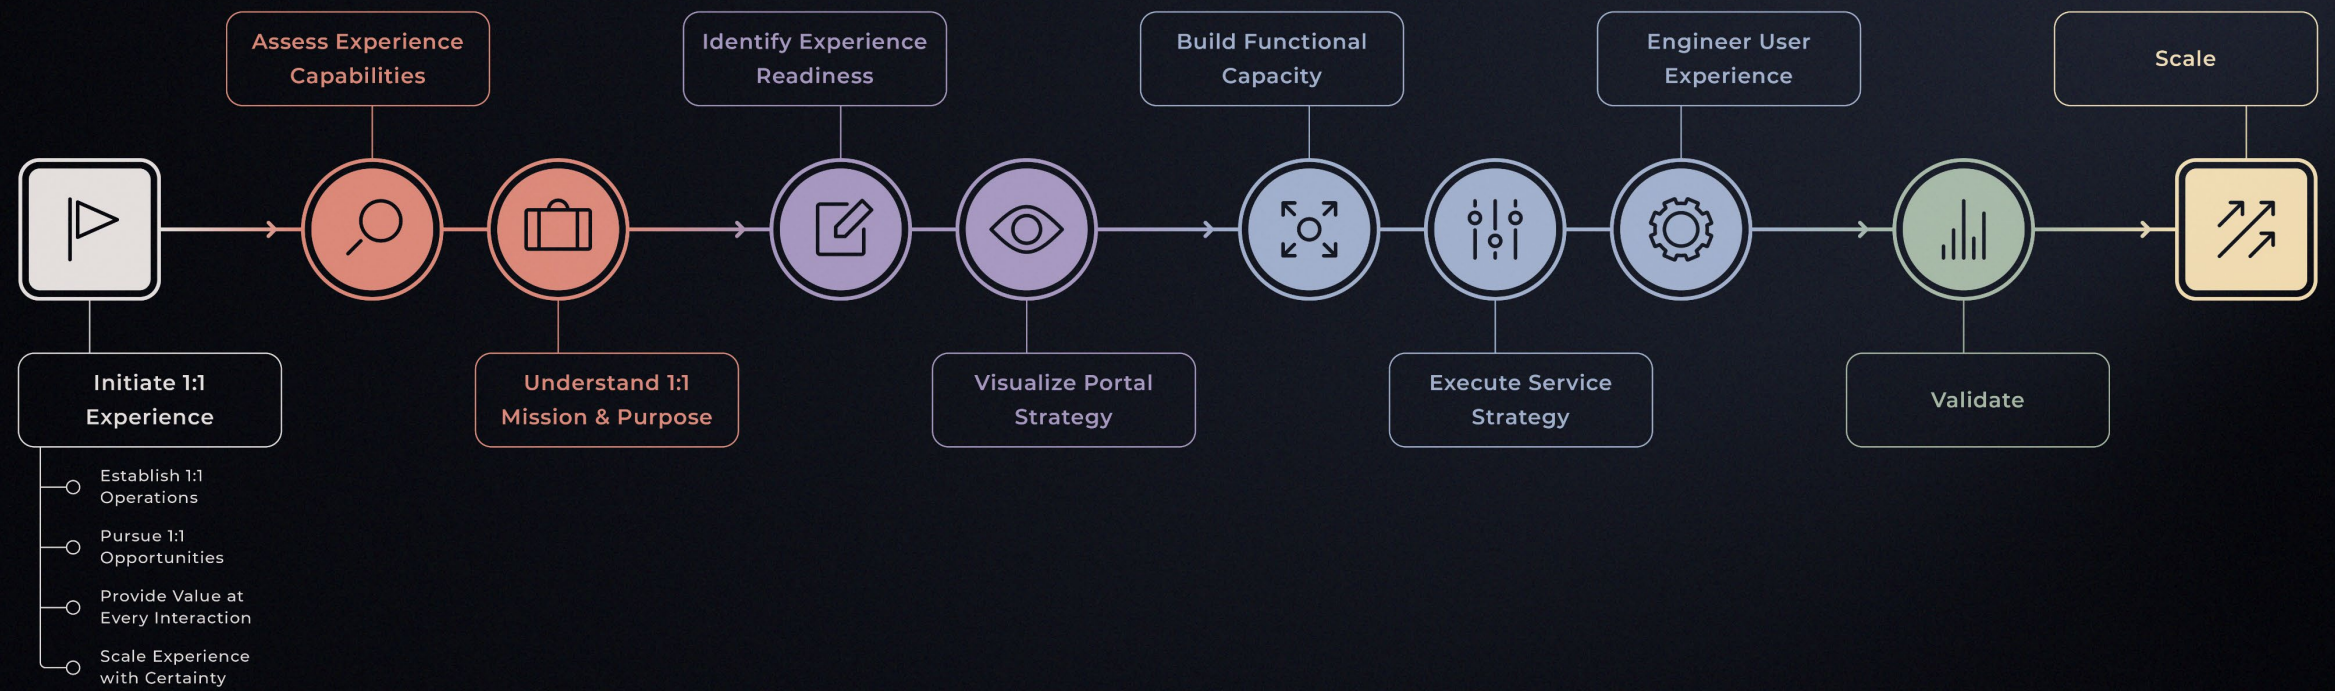 Assess Experience
Capabilities
Identify Experience
Readiness
Build Functional
Capacity
Engineer User
Experience
Scale
Initiate 1:1
Experience
Understand 1:1
Mission & Purpose
Visualize Portal
Strategy
Execute Service
Strategy
Validate
Establish 1:1
Operations
Pursue 1:1
Opportunities
Provide Value at
Every Interaction
Scale Experience
with Certainty